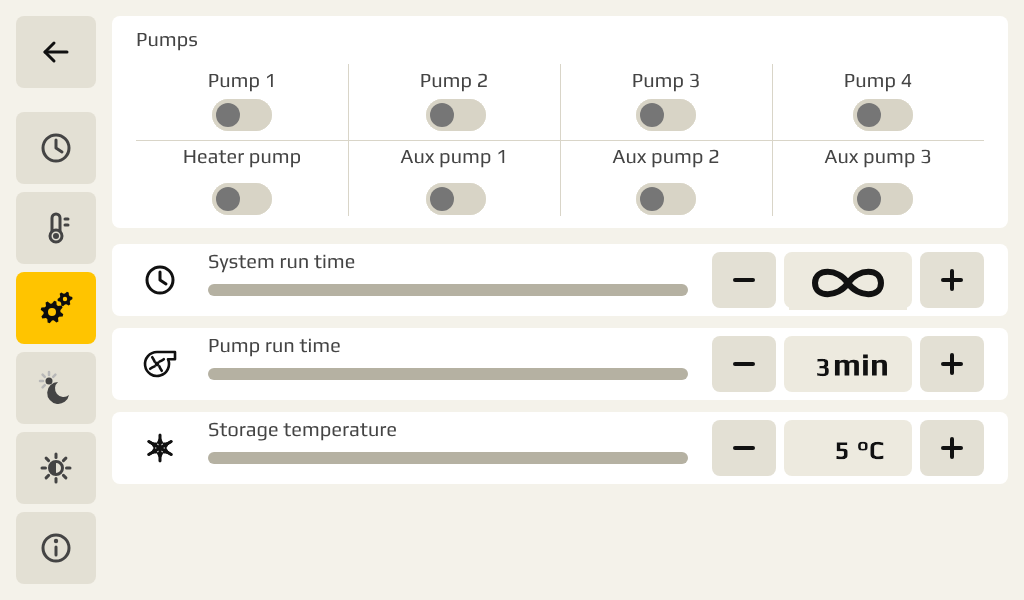 Pumps
Pump 1
Pump 2
Pump 3
Pump 4
Heater pump
Aux pump 1
Aux pump 2
Aux pump 3
System run time
∞
Pump run time
3 min
Storage temperature
5 °C